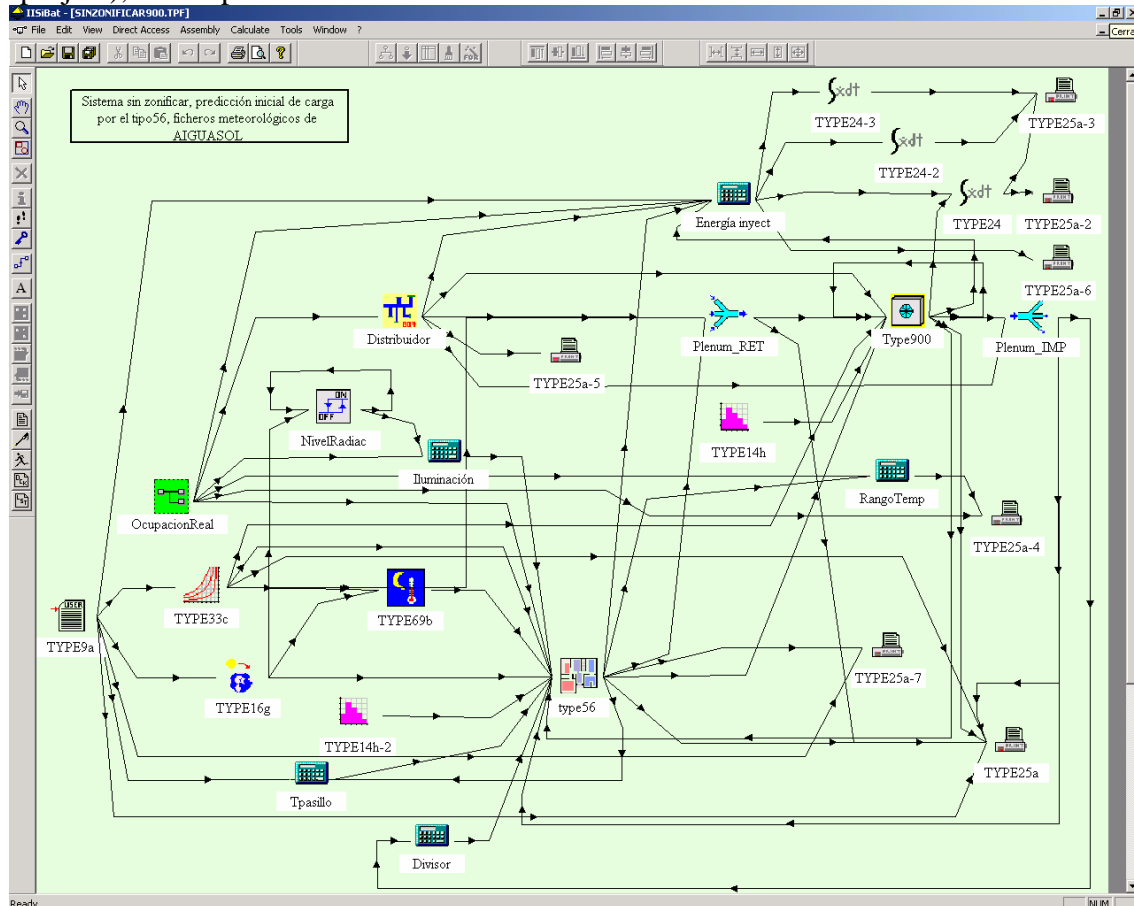 IISiBat - [SINZONIFICAR900.TPF]
File Edit View Direct Access Assembly Calculate Tools Window ?
Cerra
Sistema sin zonificar, predicción inicial de carga
por el tipo56, ficheros meteorológicos de
AIGUASOL
TYPE24-3
TYPE25a-3
TYPE24-2
Energía inyect
TYPE24
TYPE25a-2
TYPE25a-6
Distribuidor
Plenum_RET
Type900
Plenum_IMP
TYPE25a-5
NivelRadiac
TYPE14h
Iluminación
RangoTemp
OcupacionReal
TYPE25a-4
TYPE33c
TYPE69b
USER
TYPE9a
TYPE16g
type56
TYPE25a-7
TYPE14h-2
TYPE25a
Tpasillo
Divisor
Ready
NUM